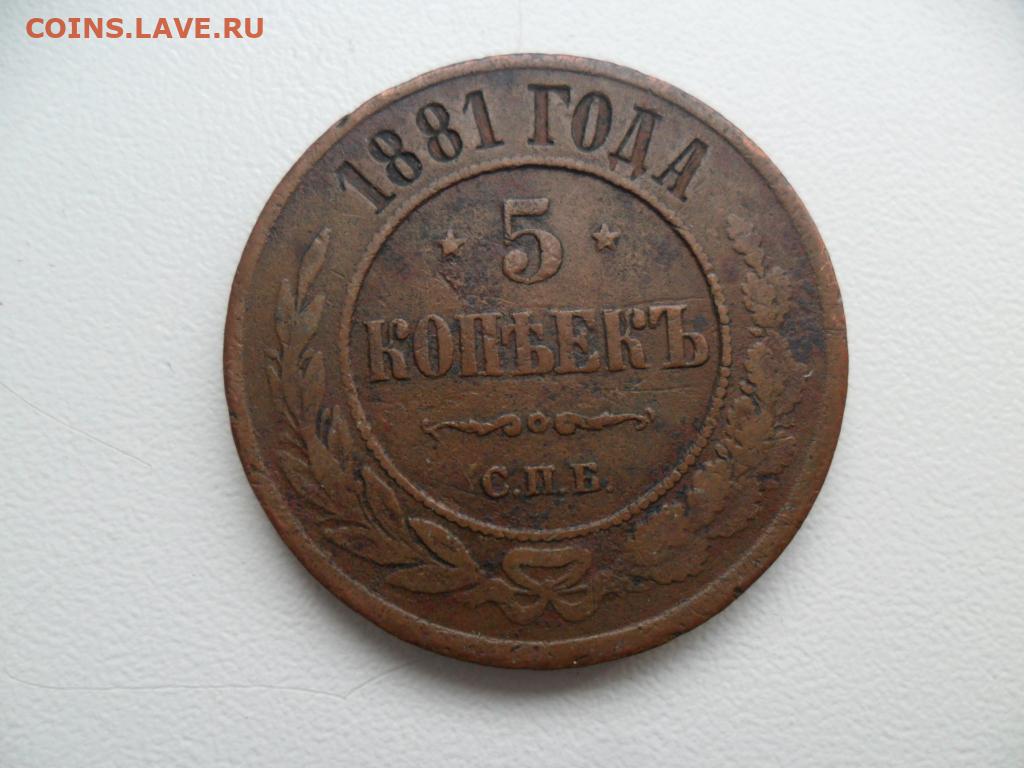 COINS.LAVE.RU
1881 ГОДА
5
КОПѢЕКЪ
С.П.Б.